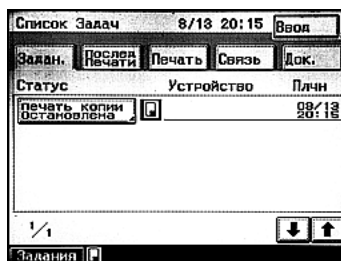 Список Задач 8/13 20:15 Ввод
Задан. Послед Печати Печать Связь Док.
Статус Устройство Плчн
печать копии остановлена 08/13 20:15
1/1
Задания